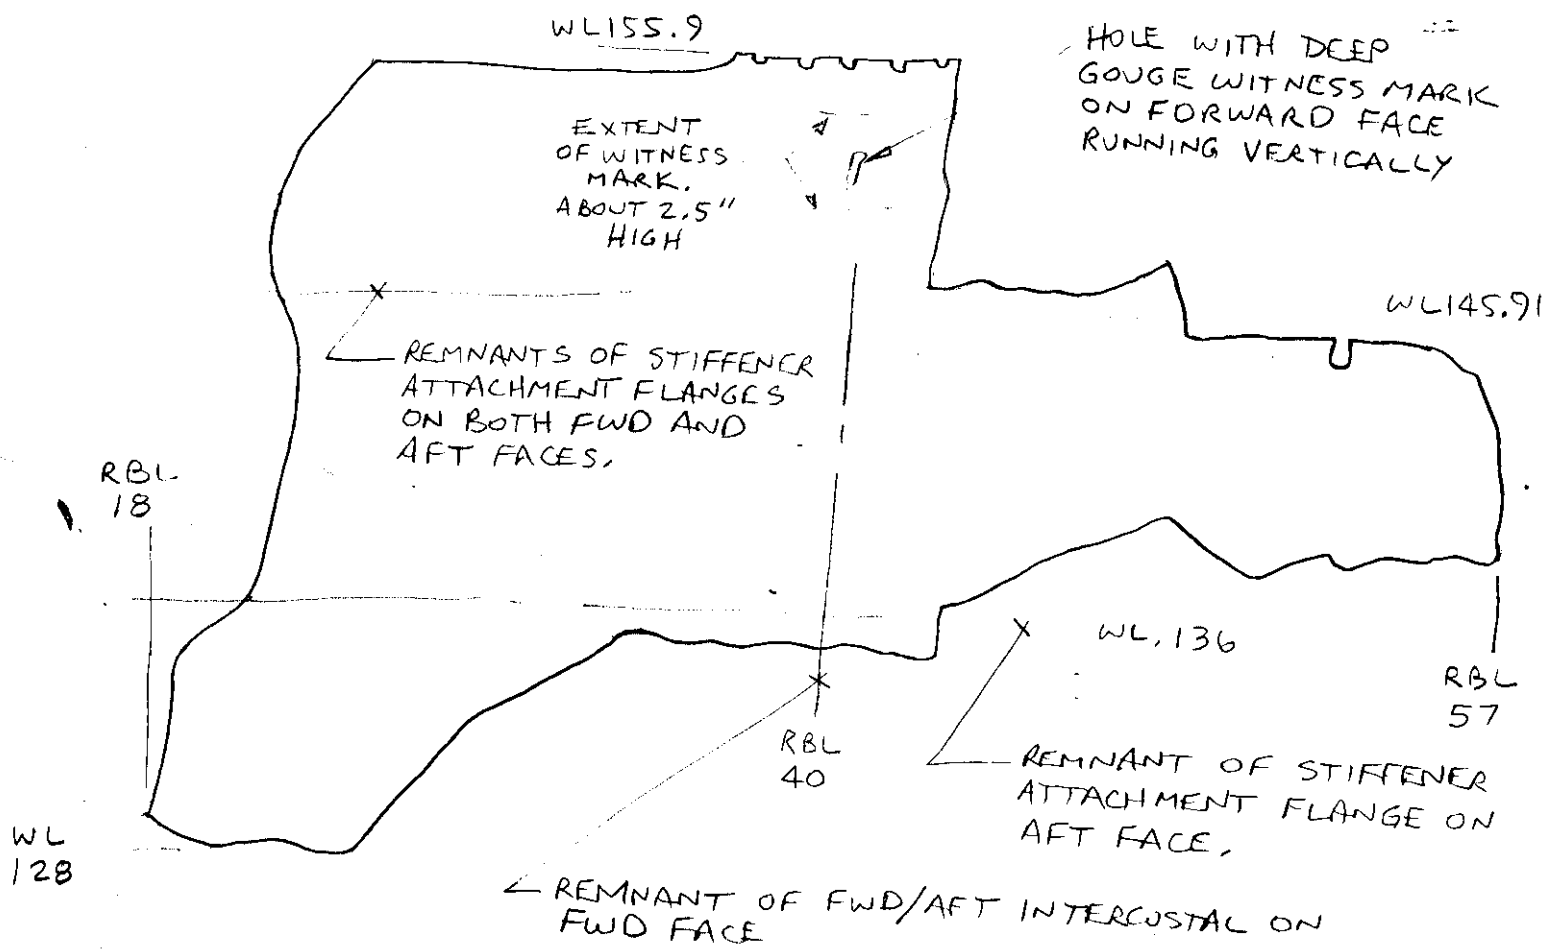 WL155.9
HOLE WITH DEEP
GOUGE WITNESS MARK
ON FORWARD FACE
RUNNING VERTICALLY
EXTENT
OF WITNESS
MARK.
ABOUT 2.5"
HIGH
WL145.91
REMNANTS OF STIFFENER
ATTACHMENT FLANGES
ON BOTH FWD AND
AFT FACES.
RBL
18
WL.136
RBL
57
RBL
40
REMNANT OF STIFFENER
ATTACHMENT FLANGE ON
AFT FACE.
WL
128
REMNANT OF FWD/AFT INTERCUSTAL ON
FWD FACE